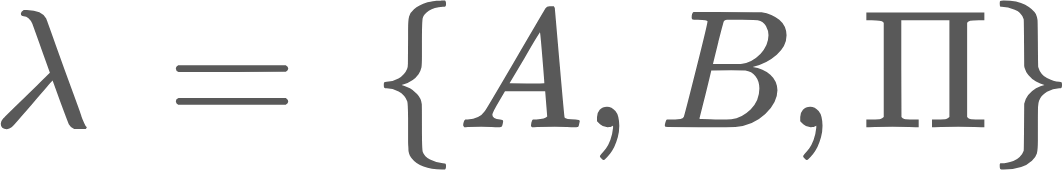 λ = {A, B, Π}